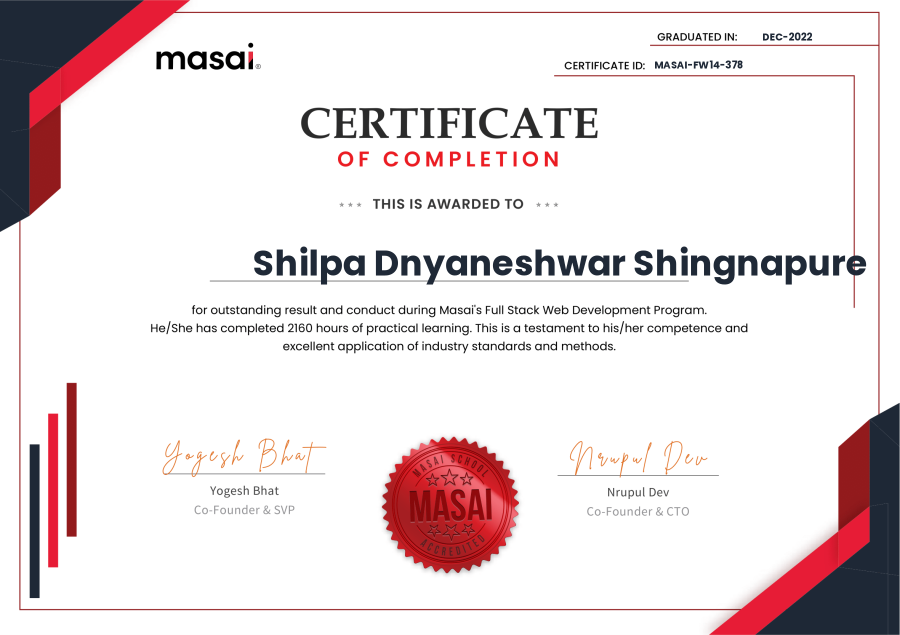 masai
GRADUATED IN: DEC-2022
CERTIFICATE ID: MASAI-FW14-378
CERTIFICATE
OF COMPLETION
*** THIS IS AWARDED TO ***
Shilpa Dnyaneshwar Shingnapure
for outstanding result and conduct during Masai's Full Stack Web Development Program.
He/She has completed 2160 hours of practical learning. This is a testament to his/her competence and
excellent application of industry standards and methods.
Yogesh Bhat
Yogesh Bhat
Co-Founder & SVP
MASAI SCHOOL
MASAI
ACCREDITED
Nrupul Dev
Nrupul Dev
Co-Founder & CTO